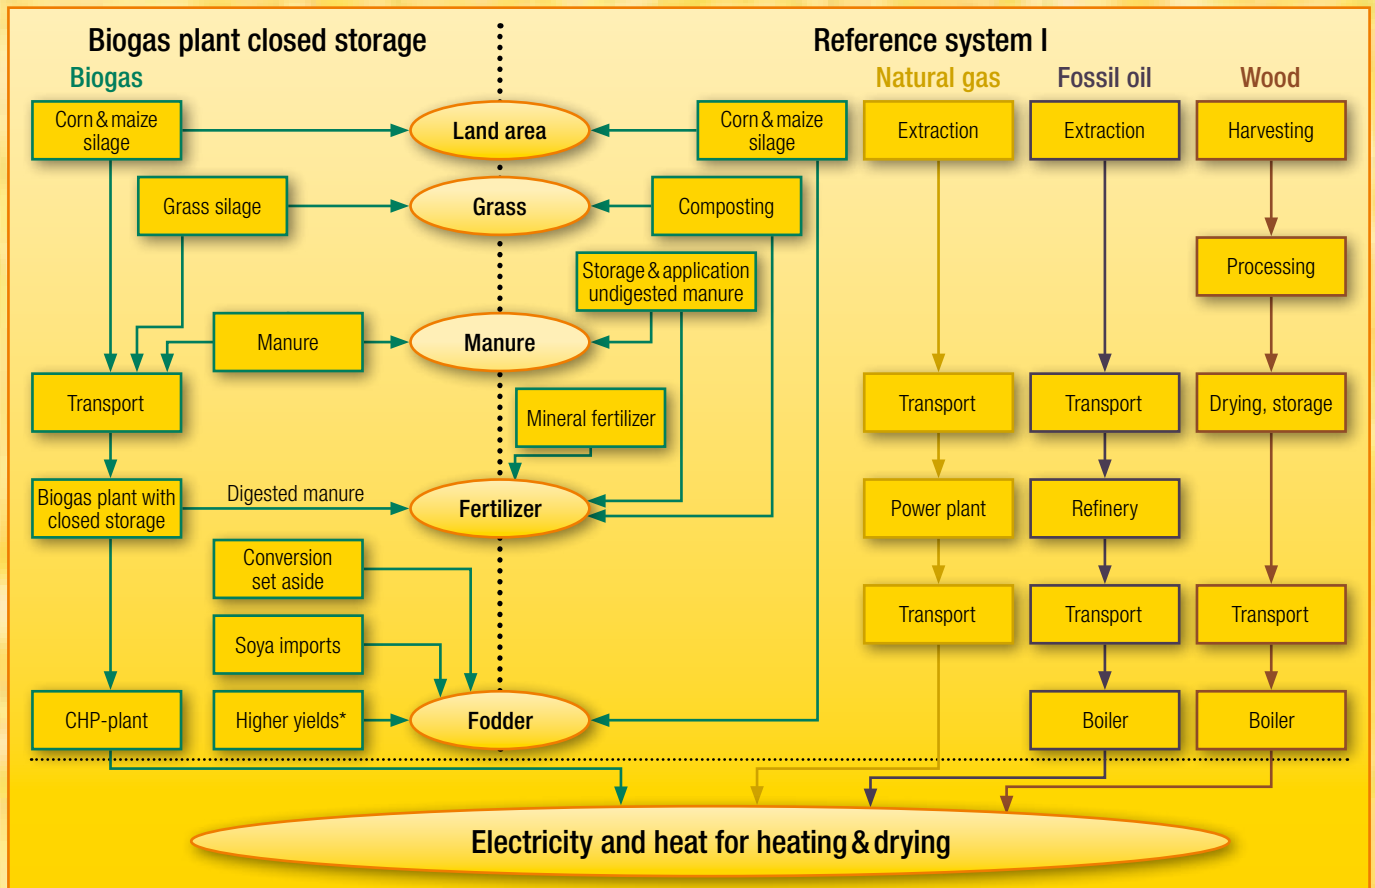 Biogas plant closed storage
Reference system I
Biogas
Natural gas
Fossil oil
Wood
Corn & maize
silage
Land area
Corn & maize
silage
Extraction
Extraction
Harvesting
Grass silage
Grass
Composting
Storage & application
undigested manure
Processing
Manure
Manure
Transport
Mineral fertilizer
Transport
Transport
Drying, storage
Biogas plant with
closed storage
Digested manure
Fertilizer
Power plant
Refinery
Conversion
set aside
Soya imports
Transport
Transport
Transport
CHP-plant
Higher yields*
Fodder
Boiler
Boiler
Electricity and heat for heating & drying